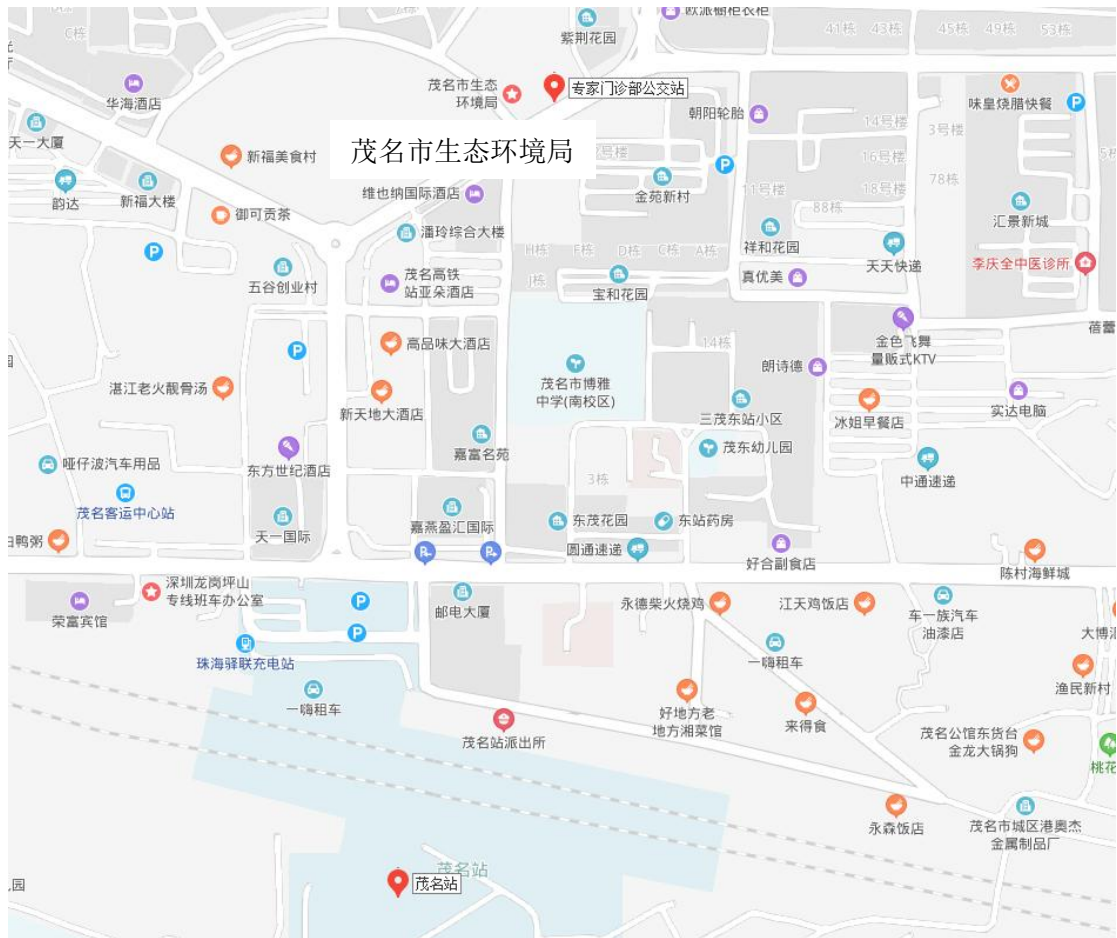 C栋
华海酒店
天一大厦
韵达
新福大楼
新福美食村
御可贡茶
紫荆花园
欧派橱柜衣柜
41栋
43栋
45栋
49栋
53栋
茂名市生态
环境局
专家门诊部公交站
茂名市生态环境局
朝阳轮胎
味皇烧腊快餐
2号楼
14号楼
16号楼
18号楼
3号楼
78栋
11号楼
88栋
维也纳国际酒店
金苑新村
汇景新城
潘玲综合大楼
H栋
F栋
D栋
C栋
A栋
J栋
祥和花园
天天快递
李庆全中医诊所
五谷创业村
茂名高铁
站亚朵酒店
宝和花园
真优美
金色飞舞
量贩式KTV
蓓蕾
高品味大酒店
14栋
朗诗德
湛江老火靓骨汤
新天地大酒店
茂名市博雅
中学(南校区)
三茂东站小区
冰姐早餐店
实达电脑
嘉富名苑
茂东幼儿园
哑仔波汽车用品
东方世纪酒店
3栋
中通速递
茂名客运中心站
天一国际
嘉燕盈汇国际
东茂花园
东站药房
白鸭粥
圆通速递
好合副食店
陈村海鲜城
深圳龙岗坪山
专线班车办公室
荣富宾馆
邮电大厦
永德柴火烧鸡
江天鸡饭店
车一族汽车
油漆店
大博汇
珠海驿联充电站
一嗨租车
一嗨租车
渔民新村
好地方老
地方湘菜馆
来得食
茂名站派出所
茂名公馆东货台
金龙大锅狗
桃花
永森饭店
茂名市城区港奥杰
金属制品厂
茂名站
茂名站
儿园